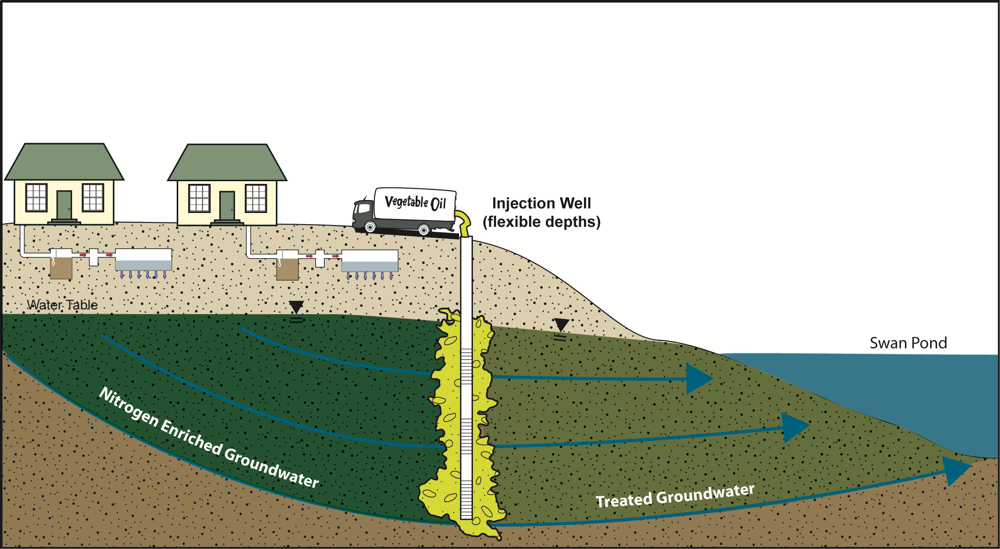 Vegetable Oil
Injection Well
(flexible depths)
Water Table
Swan Pond
Nitrogen Enriched Groundwater
Treated Groundwater